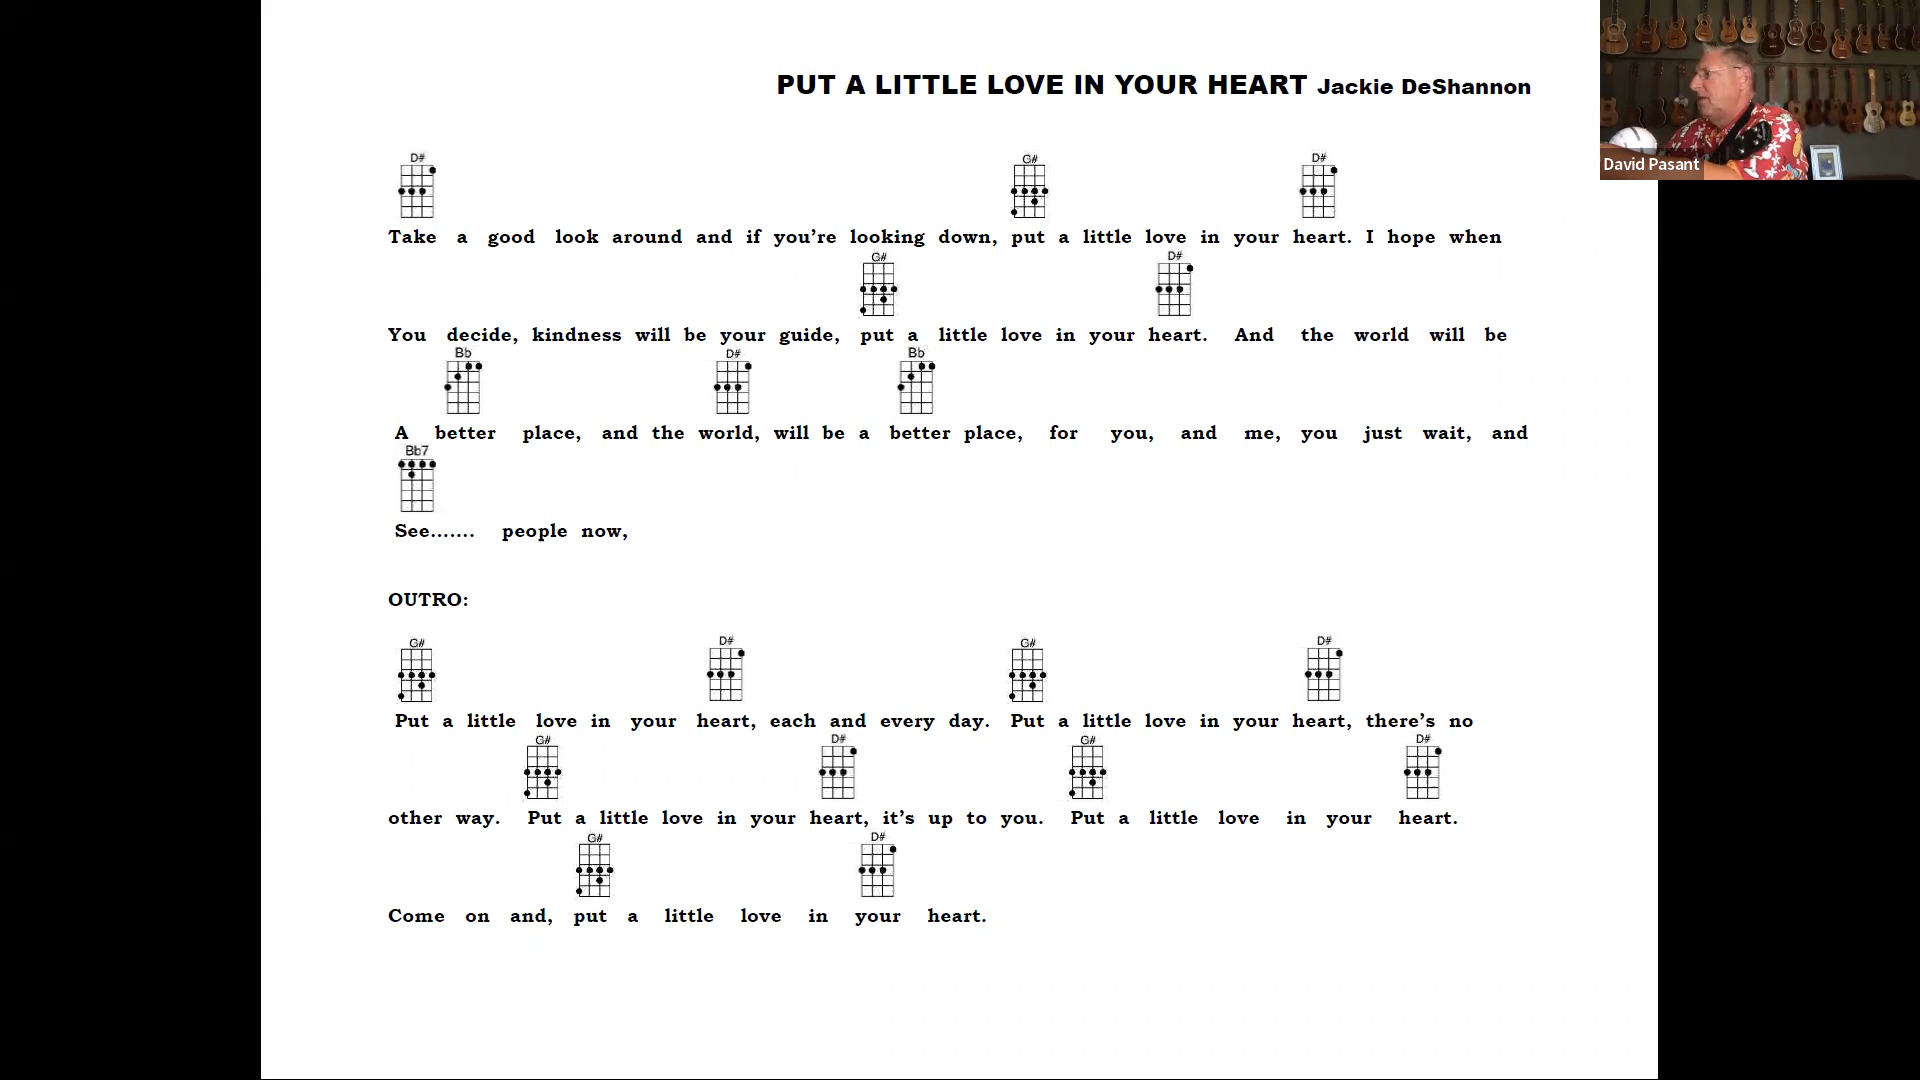 PUT A LITTLE LOVE IN YOUR HEART Jackie DeShannon
David Pasant
D# G# D#
Take a good look around and if you’re looking down, put a little love in your heart. I hope when
G# D#
You decide, kindness will be your guide, put a little love in your heart. And the world will be
Bb D# Bb
A better place, and the world, will be a better place, for you, and me, you just wait, and
Bb7
See....... people now,
OUTRO:
G# D# G# D#
Put a little love in your heart, each and every day. Put a little love in your heart, there’s no
G# D# G# D#
other way. Put a little love in your heart, it’s up to you. Put a little love in your heart.
G# D#
Come on and, put a little love in your heart.